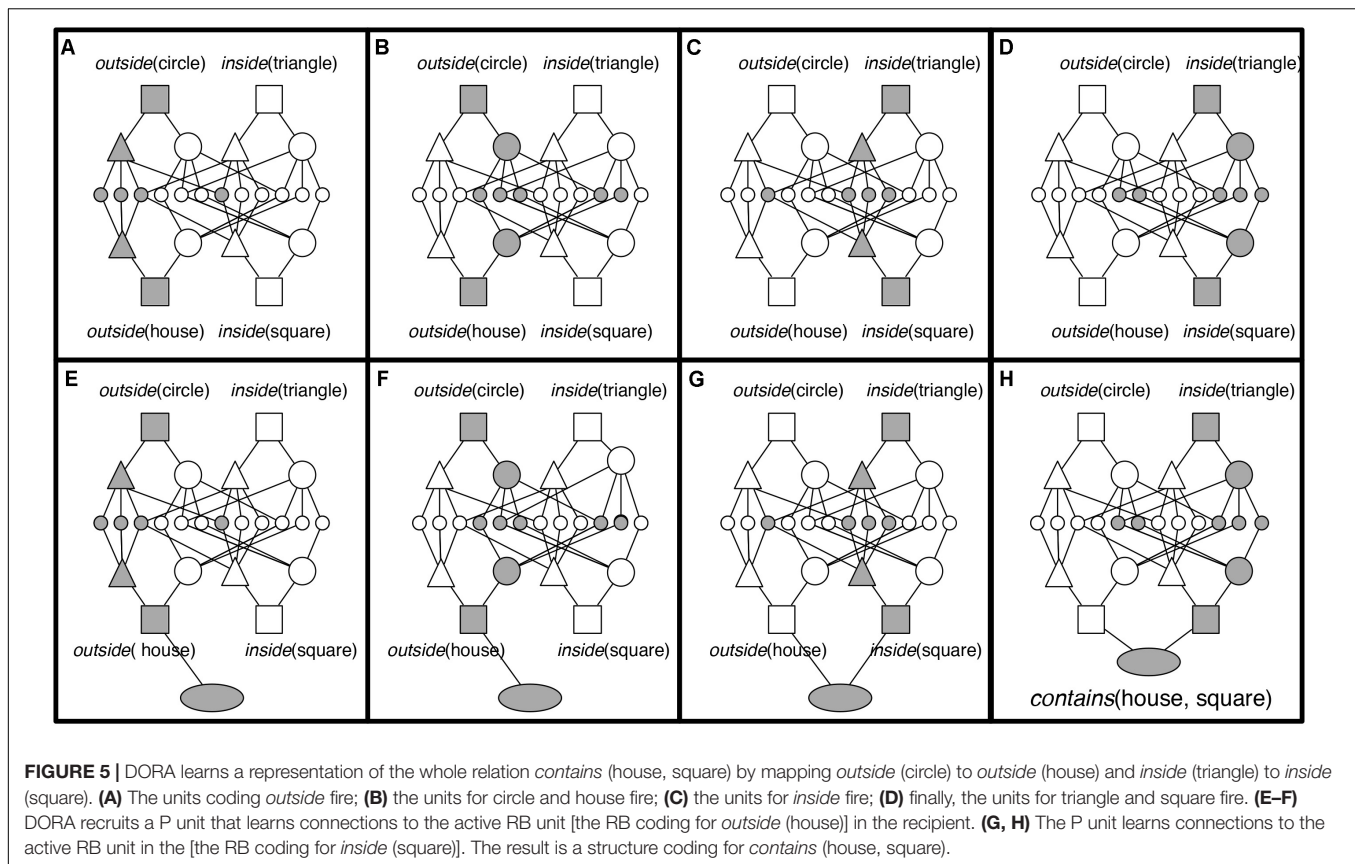 A
outside(circle) inside(triangle)
outside(house) inside(square)
B
outside(circle) inside(triangle)
outside(house) inside(square)
C
outside(circle) inside(triangle)
outside(house) inside(square)
D
outside(circle) inside(triangle)
outside(house) inside(square)
E
outside(circle) inside(triangle)
outside( house) inside(square)
F
outside(circle) inside(triangle)
outside(house) inside(square)
G
outside(circle) inside(triangle)
outside(house) inside(square)
H
outside(circle) inside(triangle)
contains(house, square)
FIGURE 5 | DORA learns a representation of the whole relation contains (house, square) by mapping outside (circle) to outside (house) and inside (triangle) to inside
(square). (A) The units coding outside fire; (B) the units for circle and house fire; (C) the units for inside fire; (D) finally, the units for triangle and square fire. (E–F)
DORA recruits a P unit that learns connections to the active RB unit [the RB coding for outside (house)] in the recipient. (G, H) The P unit learns connections to the
active RB unit in the [the RB coding for inside (square)]. The result is a structure coding for contains (house, square).